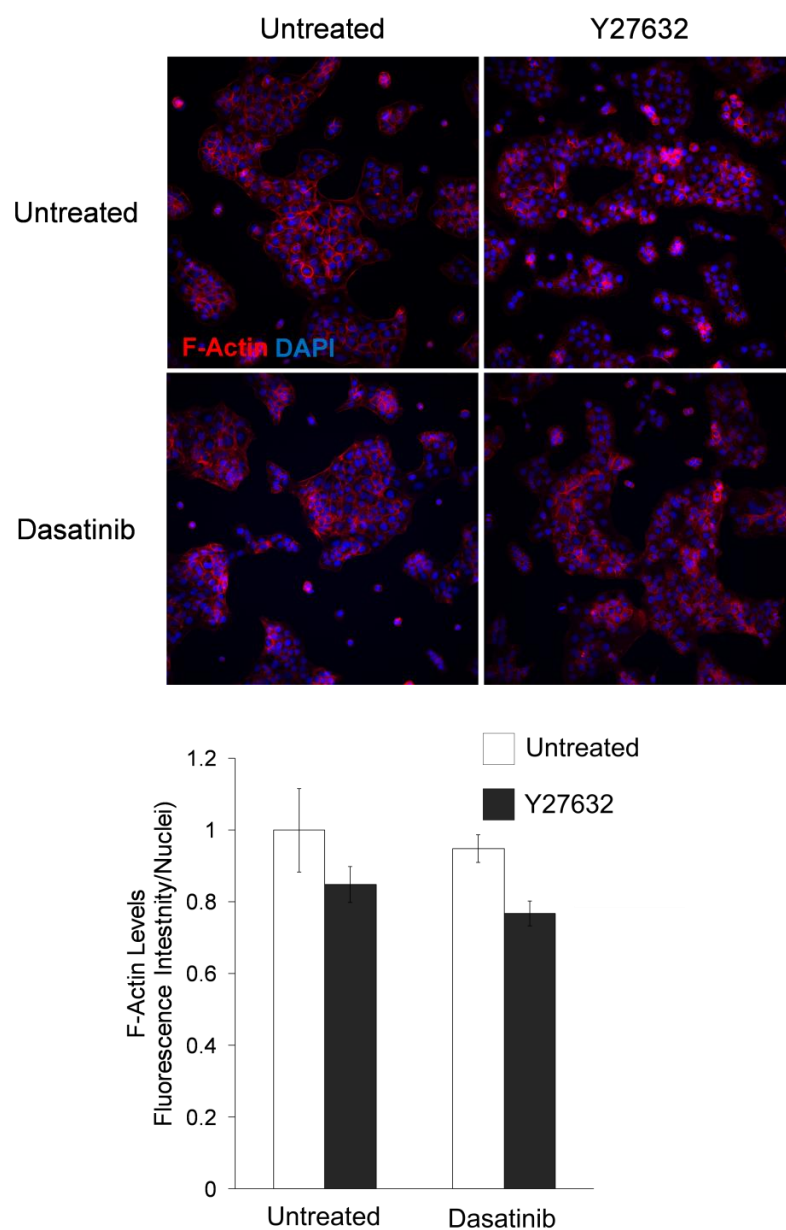 Untreated Y27632
Untreated
F-Actin DAPI
Dasatinib
Untreated
Y27632
F-Actin Levels
Fluorescence Intestnity/Nuclei)
1.2
1
0.8
0.6
0.4
0.2
0
Untreated Dasatinib